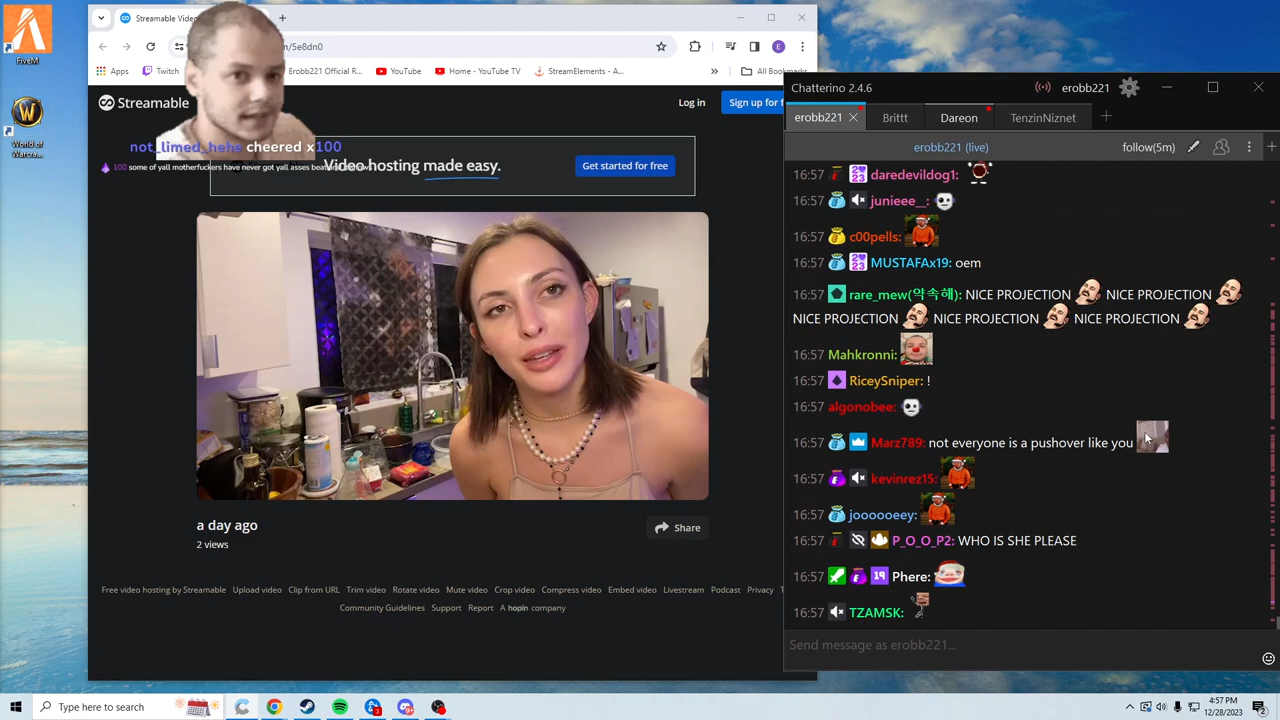 FiveM
World of
Warcra...
Streamable Vide
/5e8dn0
Apps
Twitch
Erobb221 Official R...
YouTube
Home - YouTube TV
StreamElements - A...
»
All Bookmarks
Streamable
Log in
Sign up for f
not_limed_hehe cheered x100
100 some of yall motherfuckers have never got yall asses beat
Video hosting made easy.
Get started for free
a day ago
2 views
Share
Free video hosting by Streamable Upload video Clip from URL Trim video Rotate video Mute video Crop video Compress video Embed video Livestream Podcast Privacy T
Community Guidelines Support Report A hopin company
Chatterino 2.4.6
erobb221
erobb221 Britt Dareon TenzinNiznet
erobb221 (live)
follow(5m)
16:57 daredevildog1:
16:57 junieee__:
16:57 c00pells:
16:57 MUSTAFAx19: oem
16:57 rare_mew(약속해): NICE PROJECTION NICE PROJECTION
NICE PROJECTION NICE PROJECTION NICE PROJECTION
16:57 Mahkronni:
16:57 RiceySniper: !
16:57 algonobee:
16:57 Marz789: not everyone is a pushover like you
16:57 kevinrez15:
16:57 joooooeey:
16:57 P_O_O_P2: WHO IS SHE PLEASE
16:57 19 Phere:
16:57 TZAMSK:
Send message as erobb221...
Type here to search
4:57 PM
12/28/2023
2